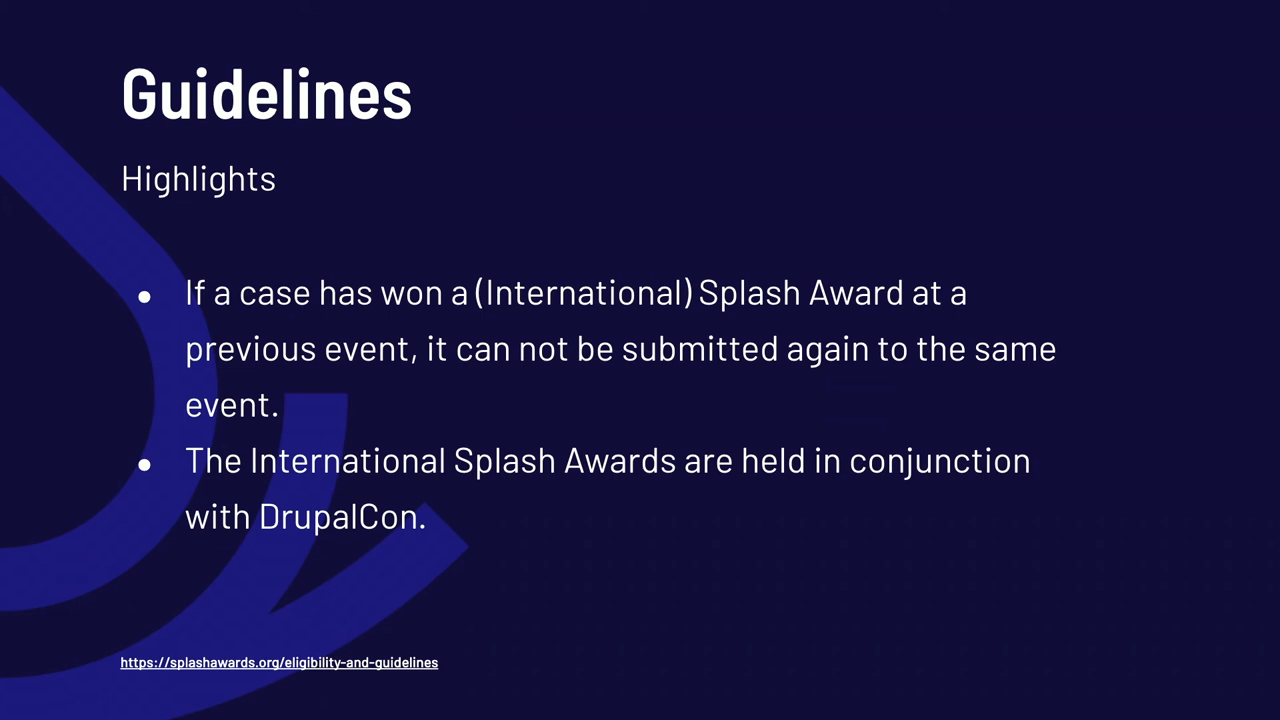 Guidelines
Highlights
● If a case has won a (International) Splash Award at a
previous event, it can not be submitted again to the same
event.
● The International Splash Awards are held in conjunction
with DrupalCon.
https://splashawards.org/eligibility-and-guidelines